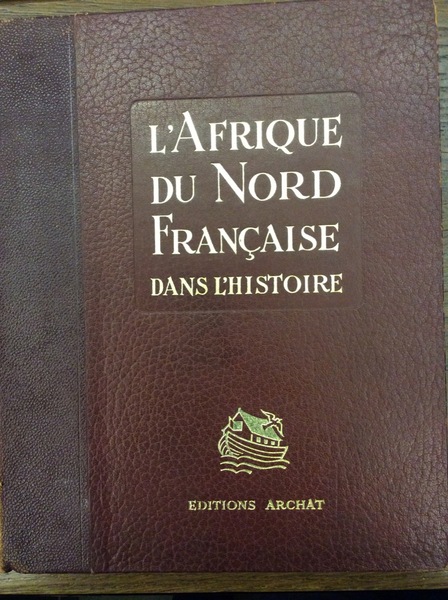 L'AFRIQUE
DU NORD
FRANÇAISE
DANS L'HISTOIRE
EDITIONS ARCHAT